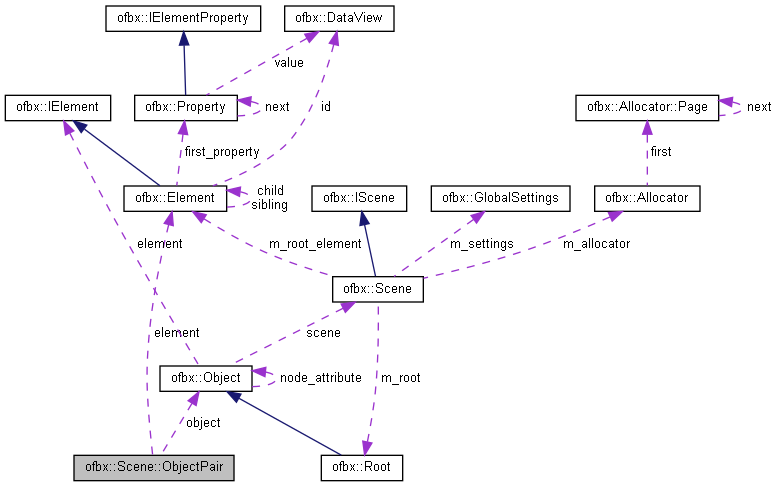 ofbx::IElementProperty
ofbx::DataView
value
ofbx::IElement
ofbx::Property
next
id
ofbx::Allocator::Page
next
first_property
first
ofbx::Element
child
sibling
ofbx::IScene
ofbx::GlobalSettings
ofbx::Allocator
element
m_root_element
m_settings
m_allocator
ofbx::Scene
element
scene
ofbx::Object
node_attribute
m_root
object
ofbx::Scene::ObjectPair
ofbx::Root